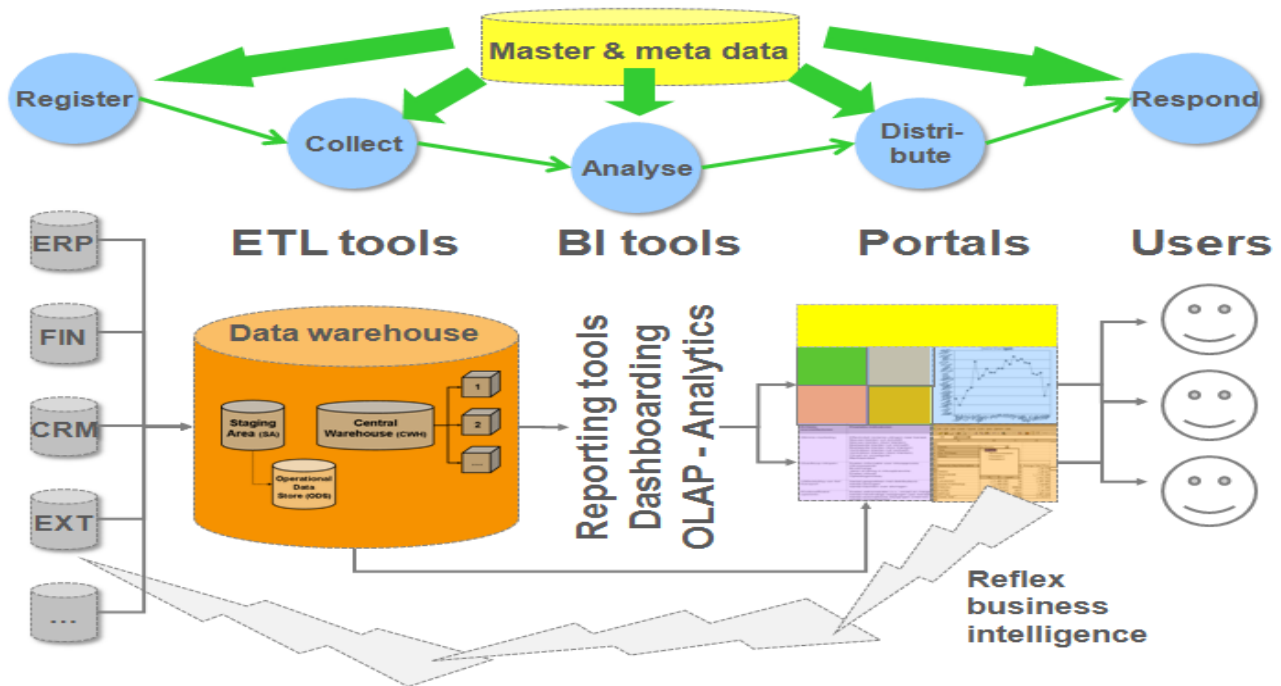 Master & meta data
Register
Collect
Analyse
Distri-
bute
Respond
ETL tools
BI tools
Portals
Users
ERP
FIN
CRM
EXT
...
Data warehouse
Staging
Area (SA)
Central
Warehouse (CWH)
Operational Data
Store (ODS)
1
2
....
Reporting tools
Dashboarding
OLAP - Analytics
Reflex
business
intelligence